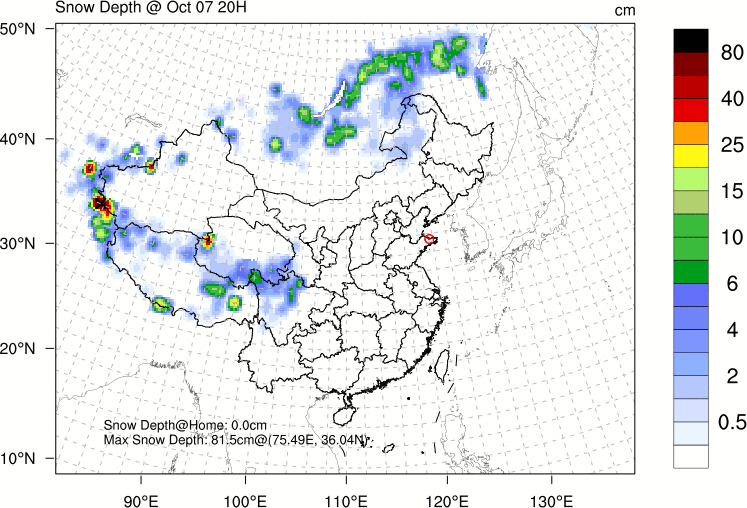 Snow Depth @ Oct 07 20H
cm
50°N
40°N
30°N
20°N
10°N
Snow Depth@Home: 0.0cm
Max Snow Depth: 81.5cm@(75.49E, 36.04N)
90°E
100°E
110°E
120°E
130°E
80
40
25
15
10
6
4
2
0.5